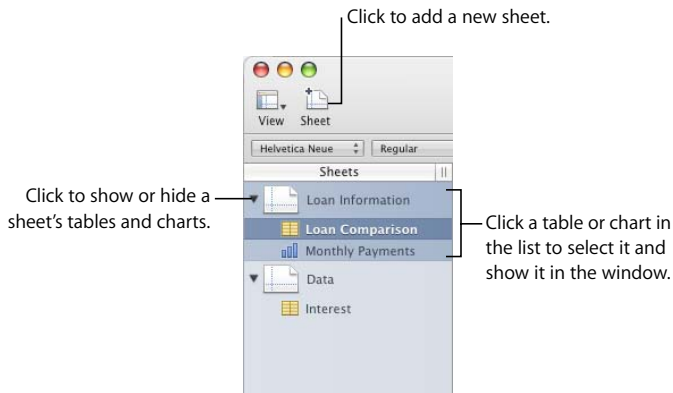 Click to add a new sheet.
View Sheet
Helvetica Neue Regular
Sheets
Click to show or hide a
sheet's tables and charts.
Loan Information
Loan Comparison
Monthly Payments
Click a table or chart in
the list to select it and
show it in the window.
Data
Interest